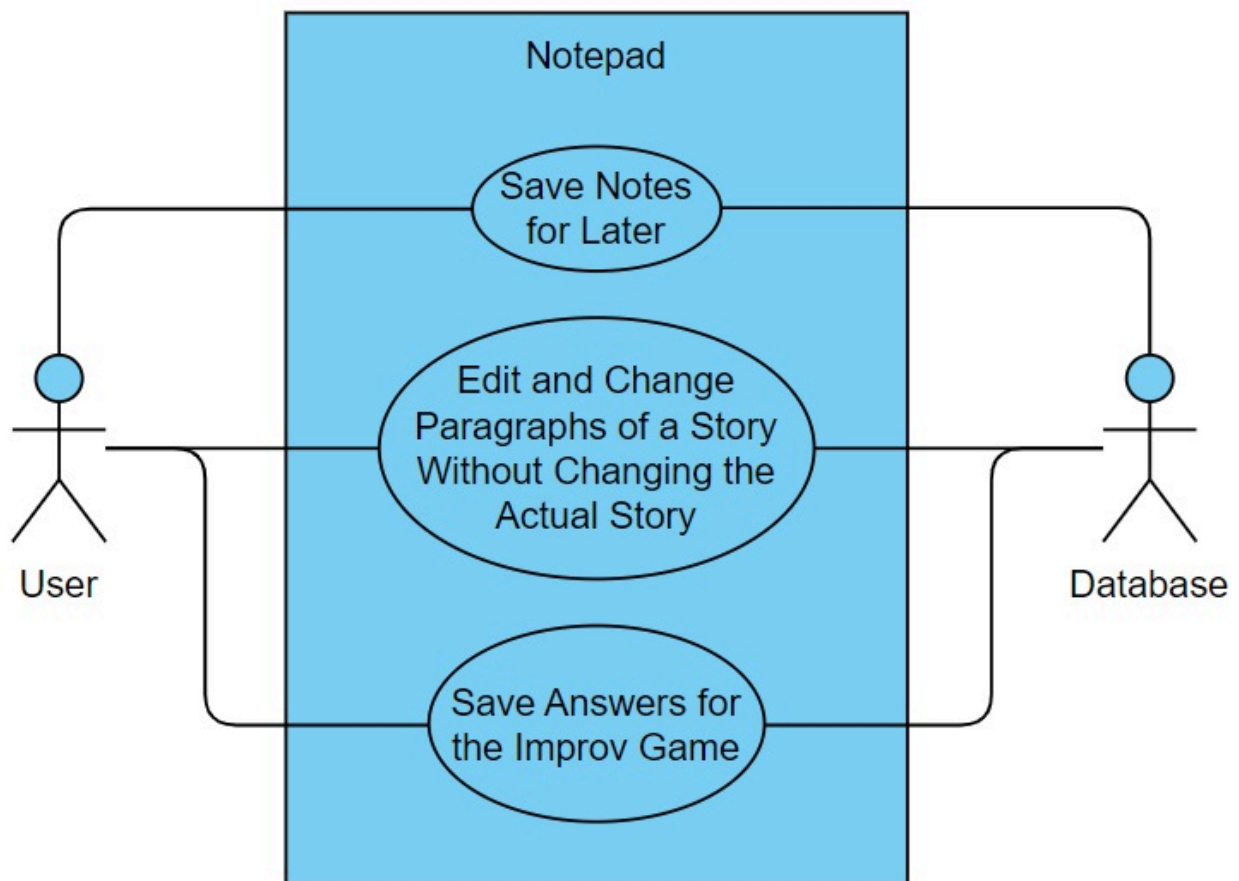 Notepad
Save Notes
for Later
Edit and Change
Paragraphs of a Story
Without Changing the
Actual Story
User
Database
Save Answers for
the Improv Game